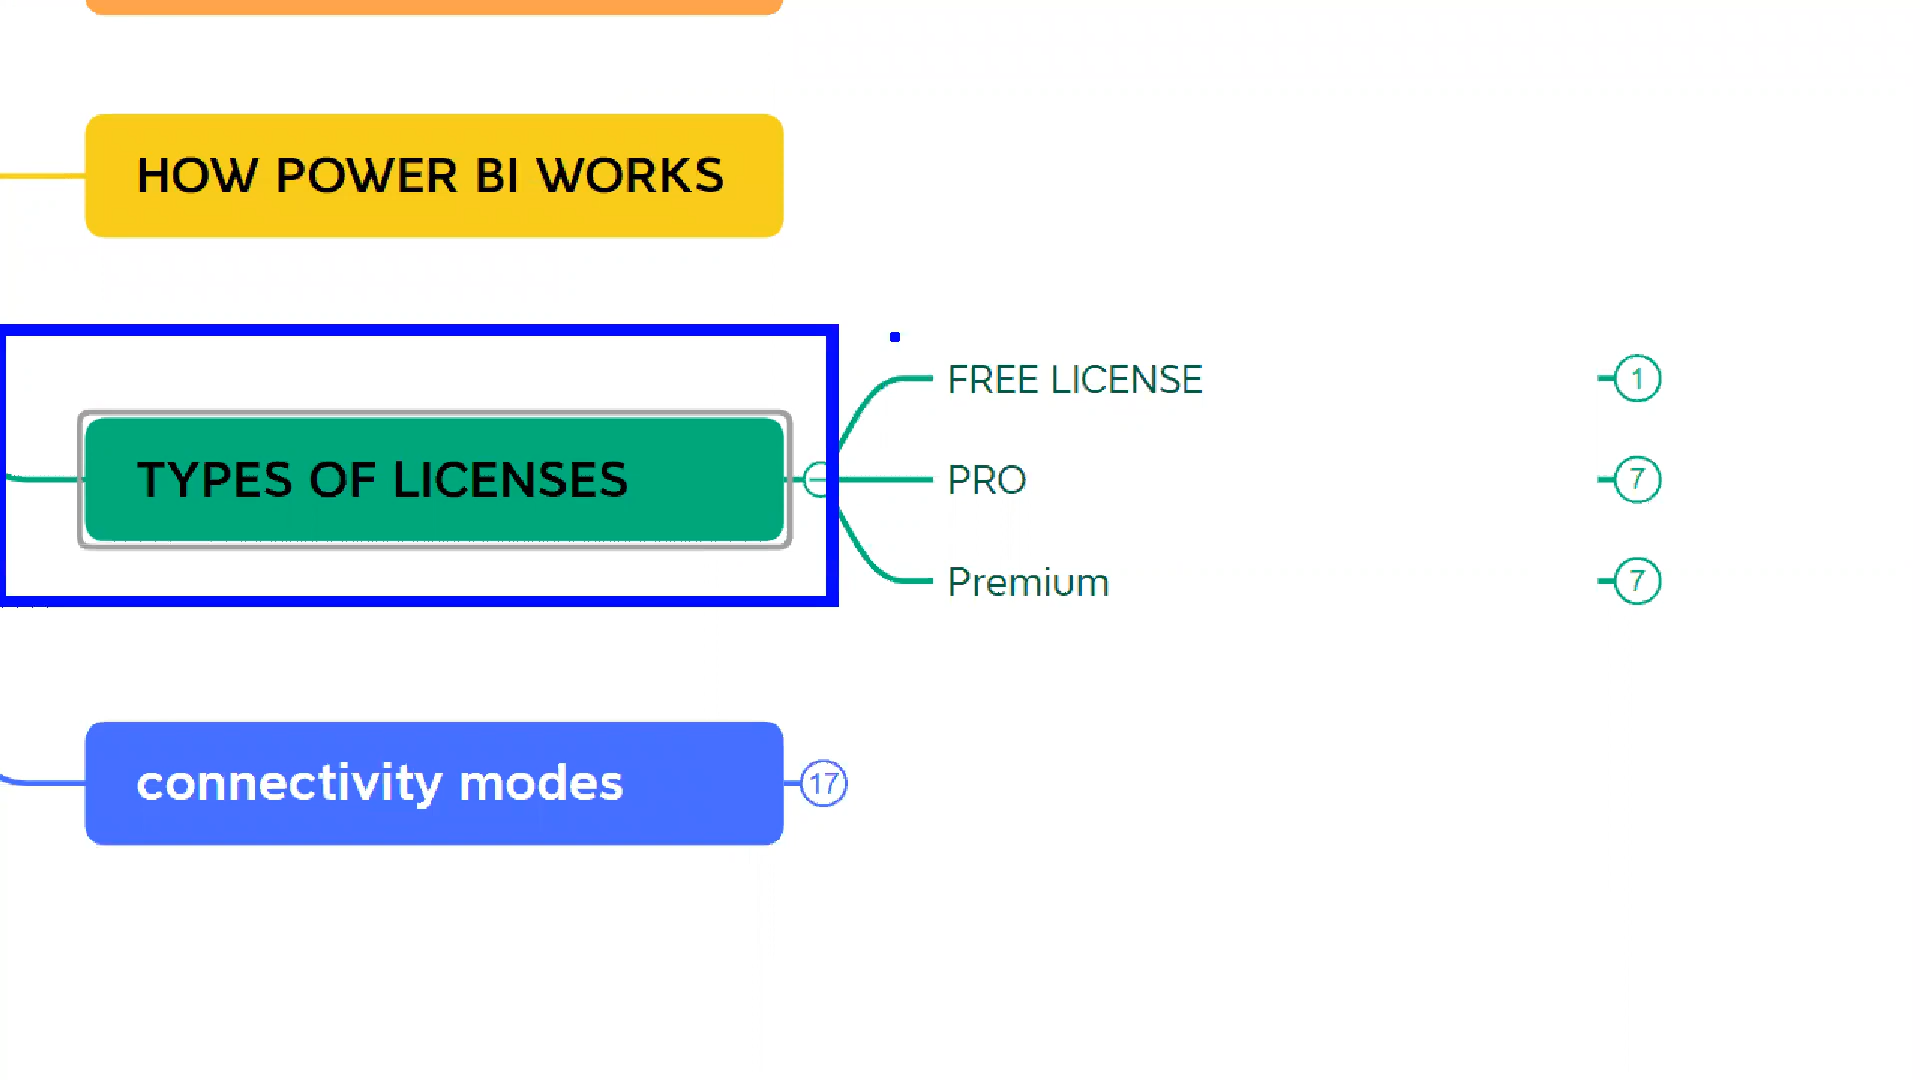 HOW POWER BI WORKS
FREE LICENSE 1
TYPES OF LICENSES PRO 7
Premium 7
connectivity modes 17